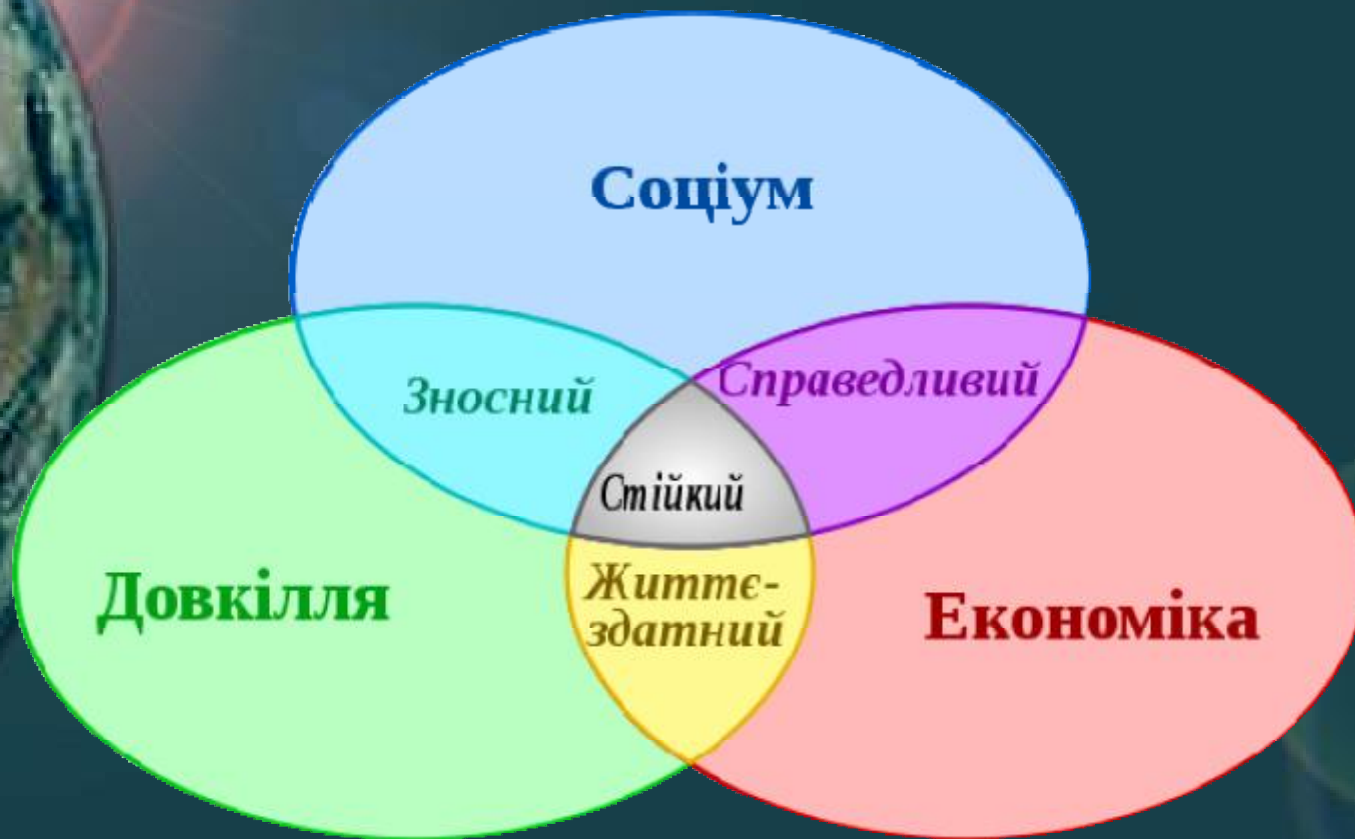 Соціум
Зносний
Справедливий
Стійкий
Життє-
здатний
Довкілля
Економіка